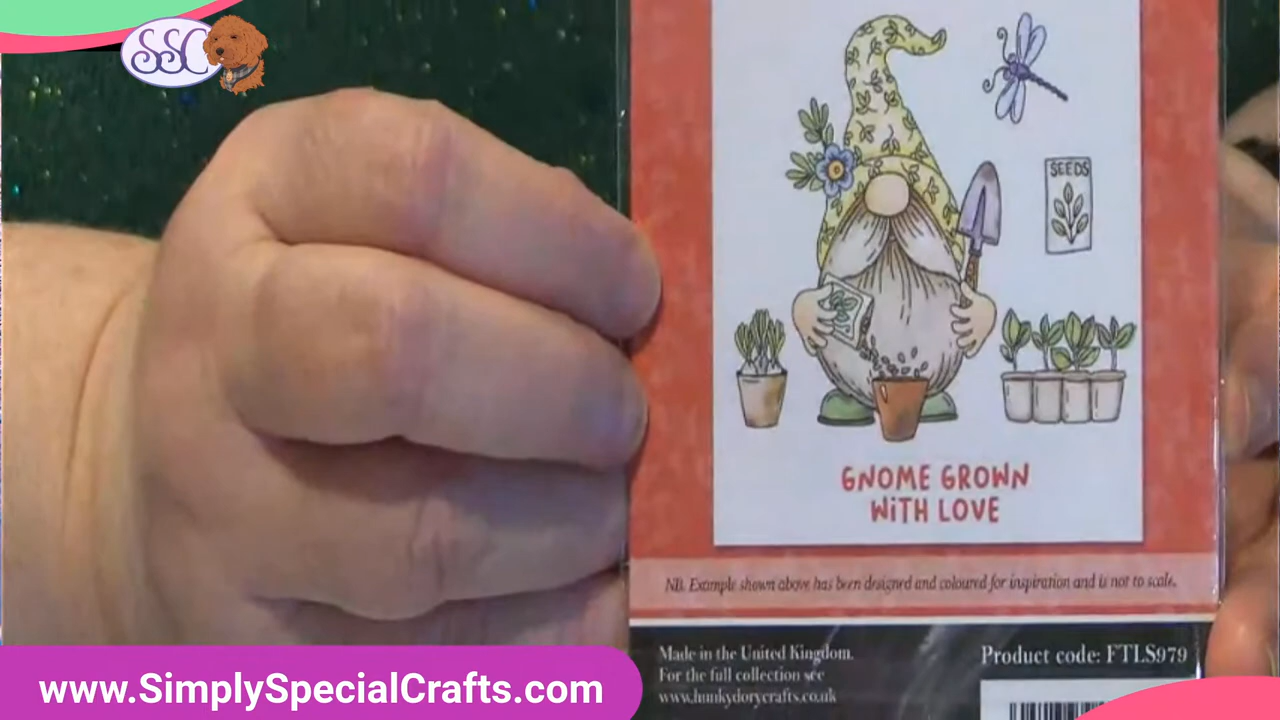 SSC
SEEDS
GNOME GROWN
WiTH LOVE
NB. Example shown above has been designed and coloured for inspiration and is not to scale.
Made in the United Kingdom.
For the full collection see
www.hunkydorycrafts.co.uk
Product code: FTLS979
www.SimplySpecialCrafts.com